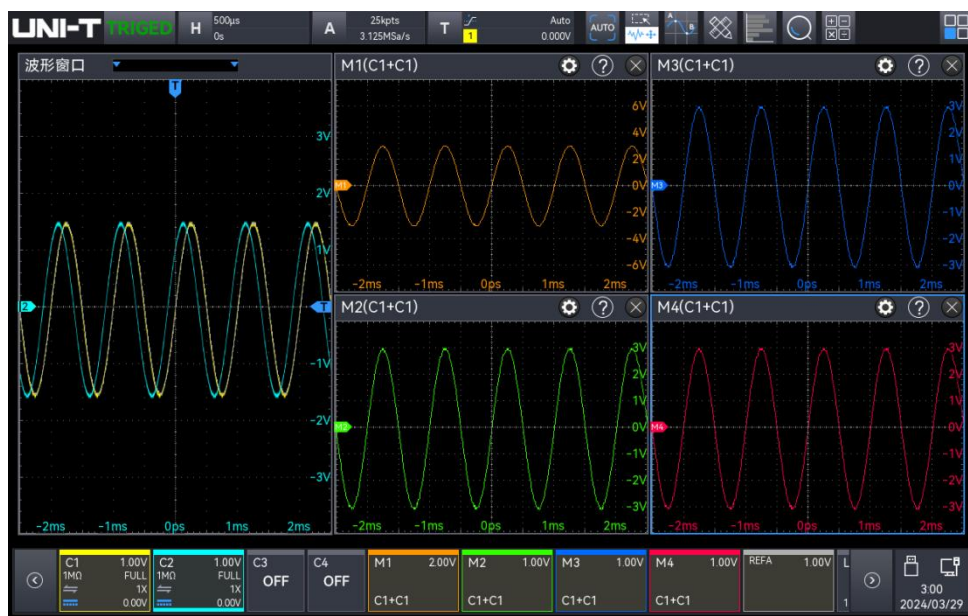 UNI-T TRIGED H 500μs 0s A 25kpts 3.125MSa/s T 1 Auto 0.000V AUTO
波形窗口
T
3V
2V
1V
2
T
-1V
-2V
-3V
-2ms -1ms 0ps 1ms 2ms
M1(C1+C1)
6V
4V
2V
M1 0V
-2V
-4V
-6V
-2ms -1ms 0ps 1ms 2ms
M3(C1+C1)
3V
2V
1V
M3 0V
-1V
-2V
-3V
-2ms -1ms 0ps 1ms 2ms
M2(C1+C1)
3V
2V
1V
M2 0V
-1V
-2V
-3V
-2ms -1ms 0ps 1ms 2ms
M4(C1+C1)
3V
2V
1V
M4 0V
-1V
-2V
-3V
-2ms -1ms 0ps 1ms 2ms
C1 1.00V
1MΩ FULL
1X
0.00V
C2 1.00V
1MΩ FULL
1X
0.00V
C3
OFF
C4
OFF
M1 2.00V
C1+C1
M2 1.00V
C1+C1
M3 1.00V
C1+C1
M4 1.00V
C1+C1
REFA 1.00V
L
1
3:00
2024/03/29